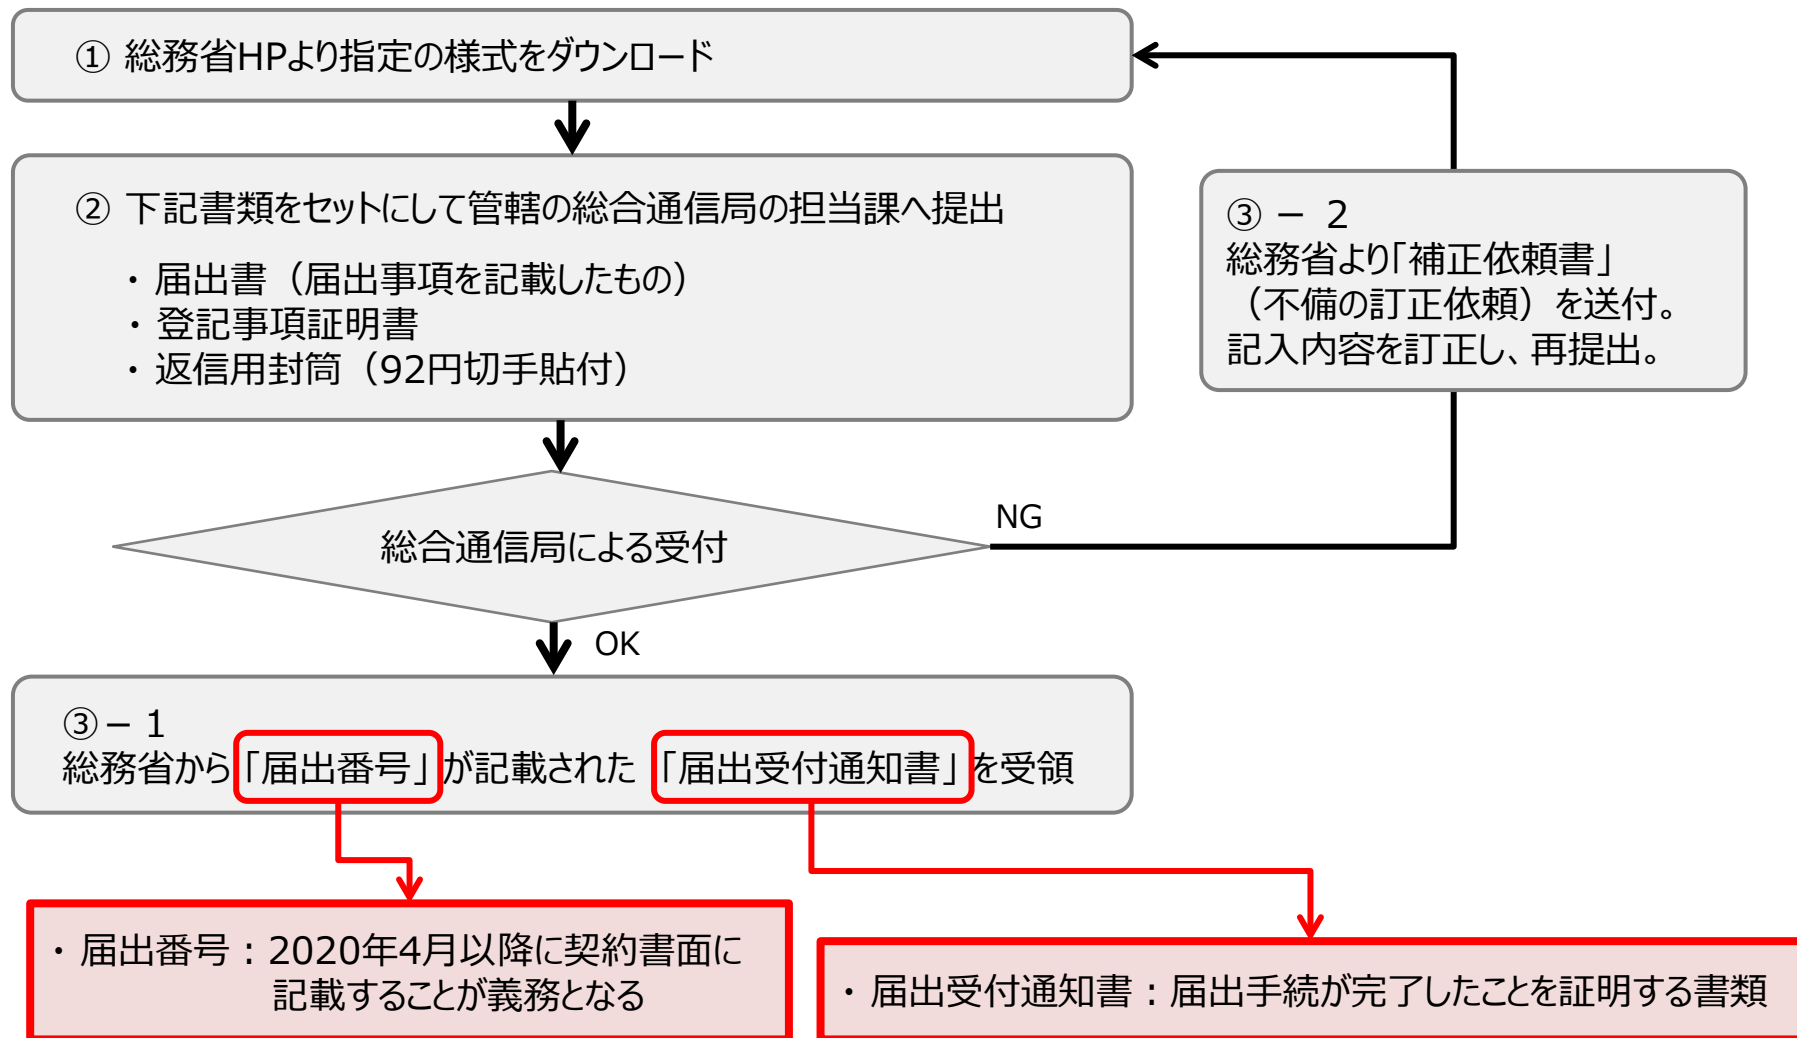 ① 総務省HPより指定の様式をダウンロード
② 下記書類をセットにして管轄の総合通信局の担当課へ提出
・ 届出書（届出事項を記載したもの）
・ 登記事項証明書
・ 返信用封筒（92円切手貼付）
③ － 2
総務省より「補正依頼書」
（不備の訂正依頼）を送付。
記入内容を訂正し、再提出。
総合通信局による受付
NG
OK
③－１
総務省から「届出番号」が記載された「届出受付通知書」を受領
・ 届出番号：2020年4月以降に契約書面に
記載することが義務となる
・ 届出受付通知書：届出手続が完了したことを証明する書類